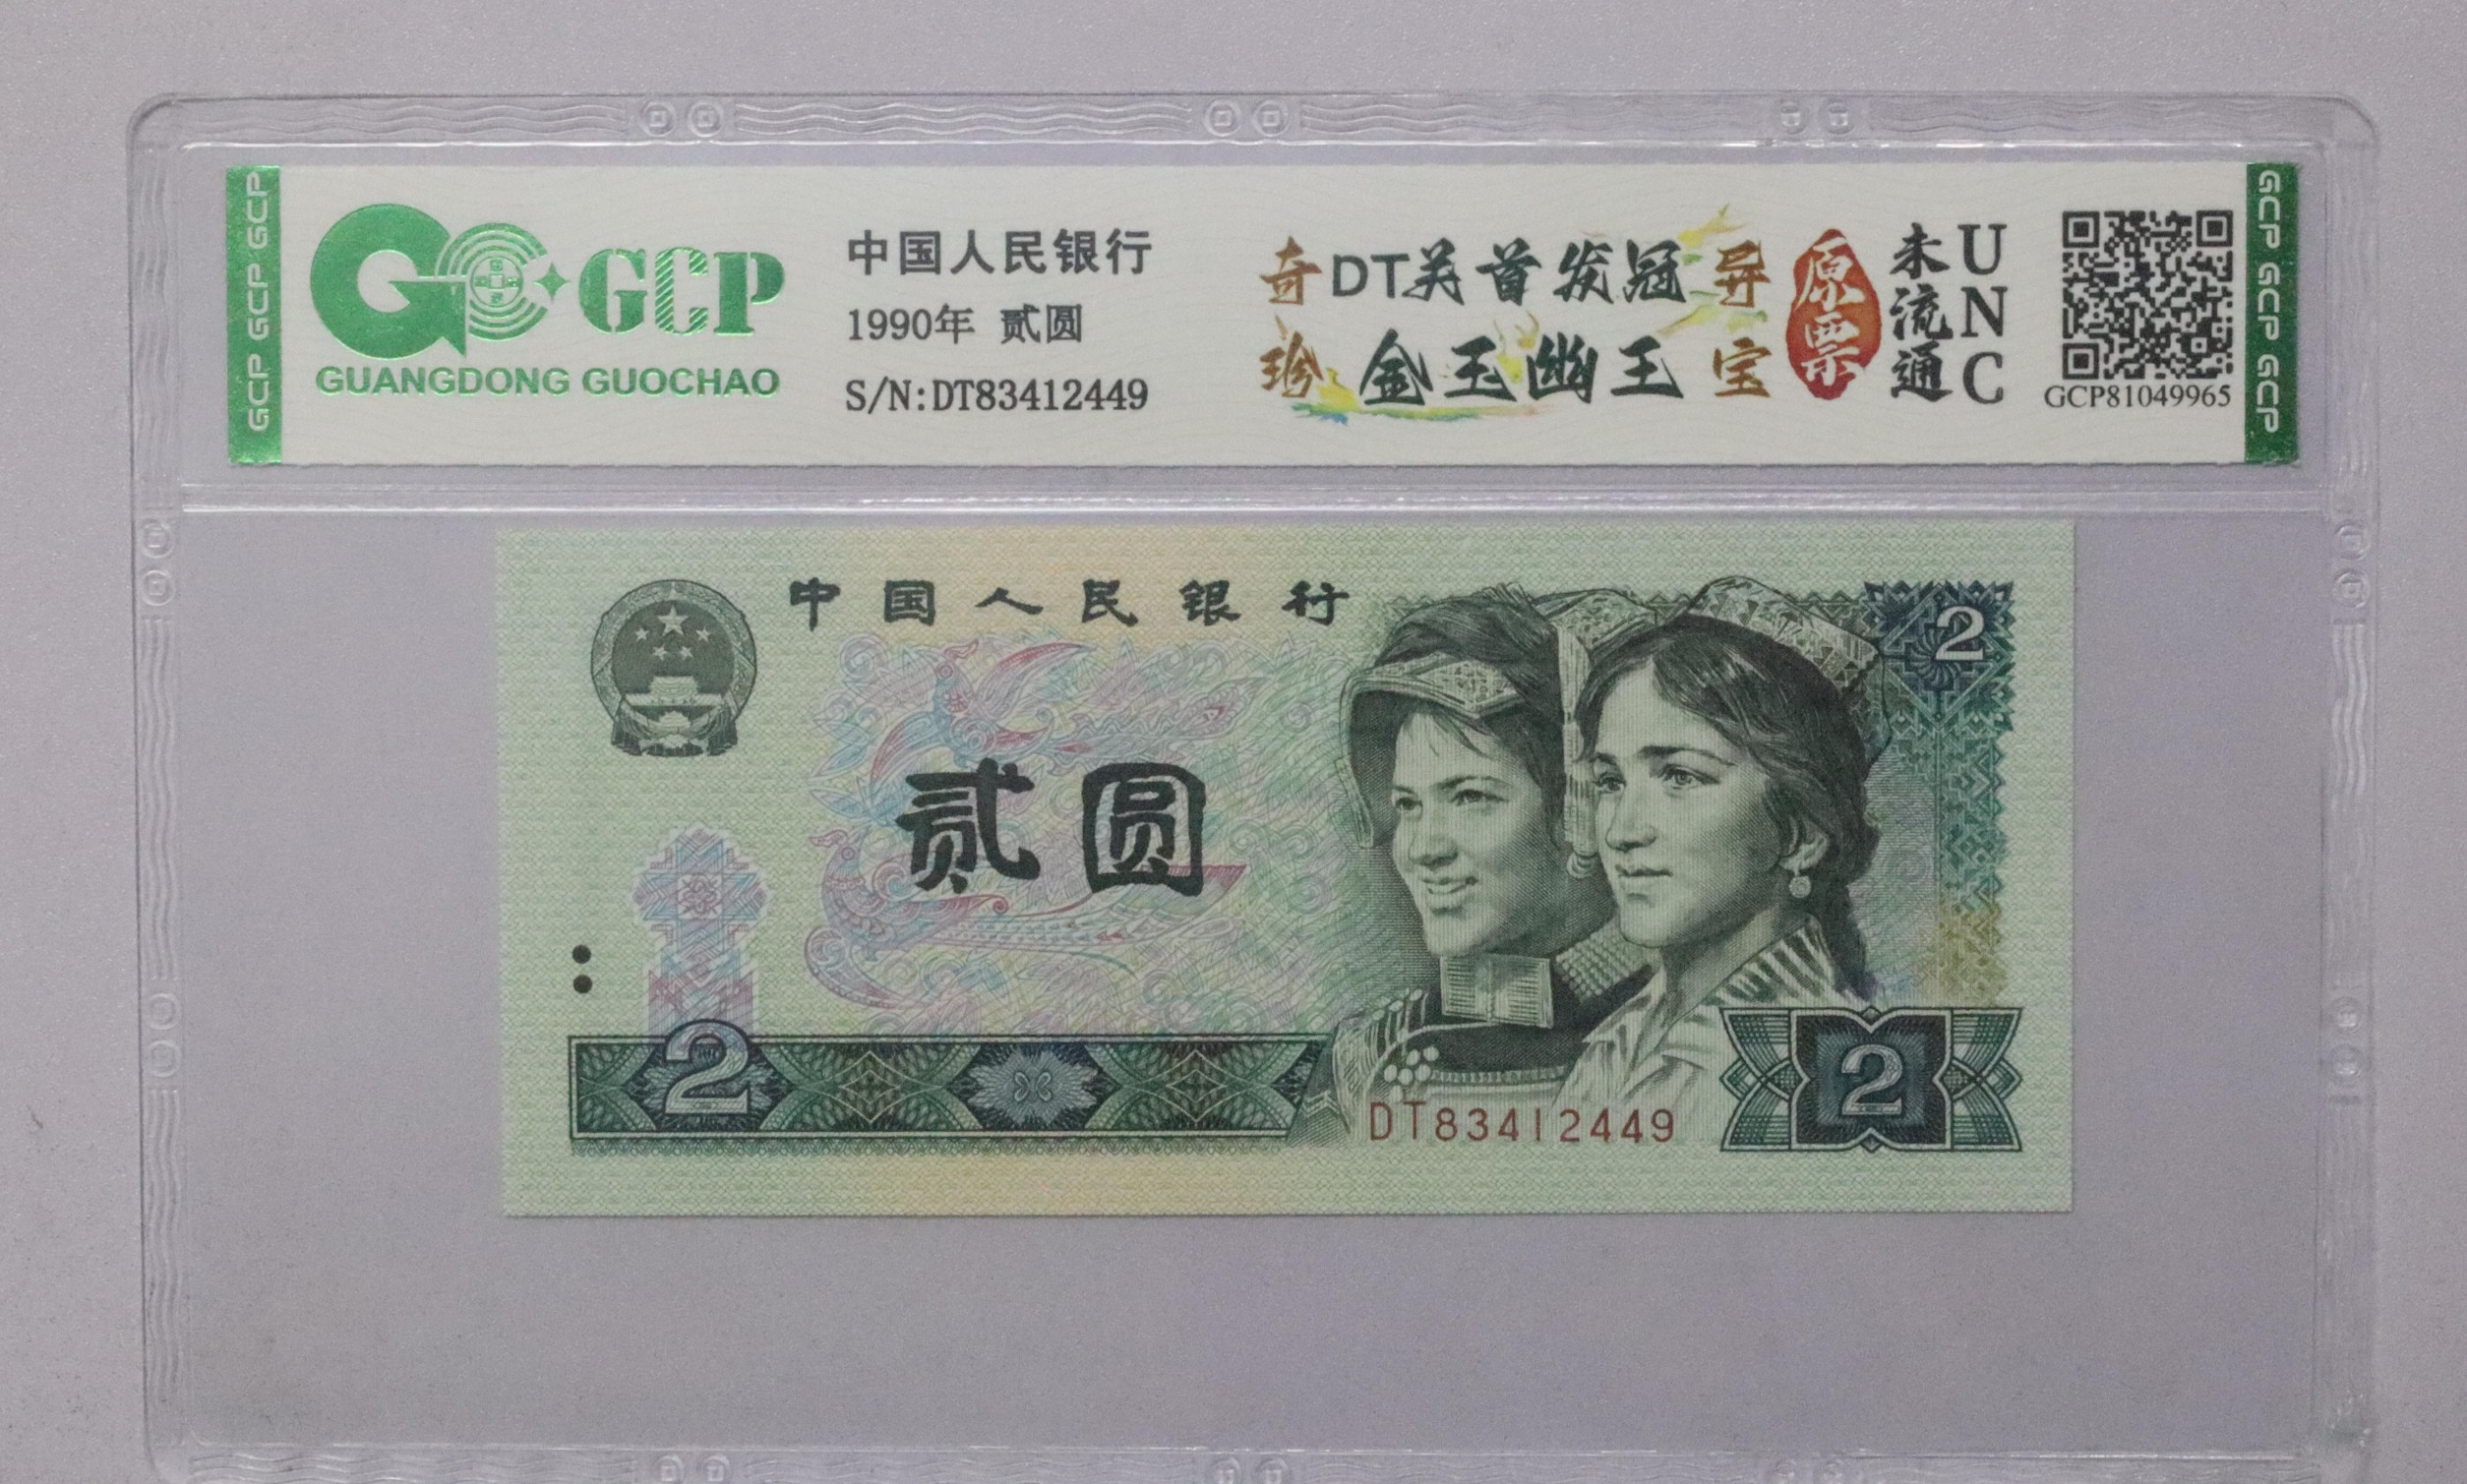 GCP GCP GCP
GCP
GUANGDONG GUOCHAO
中国人民银行
1990年 贰圆
S/N:DT83412449
奇珍
DT关首发冠
金玉幽王
异宝
原票
未流通
UNC
GCP81049965
GCP GCP GCP
中国人民银行
2
贰圆
2
DT83412449
2